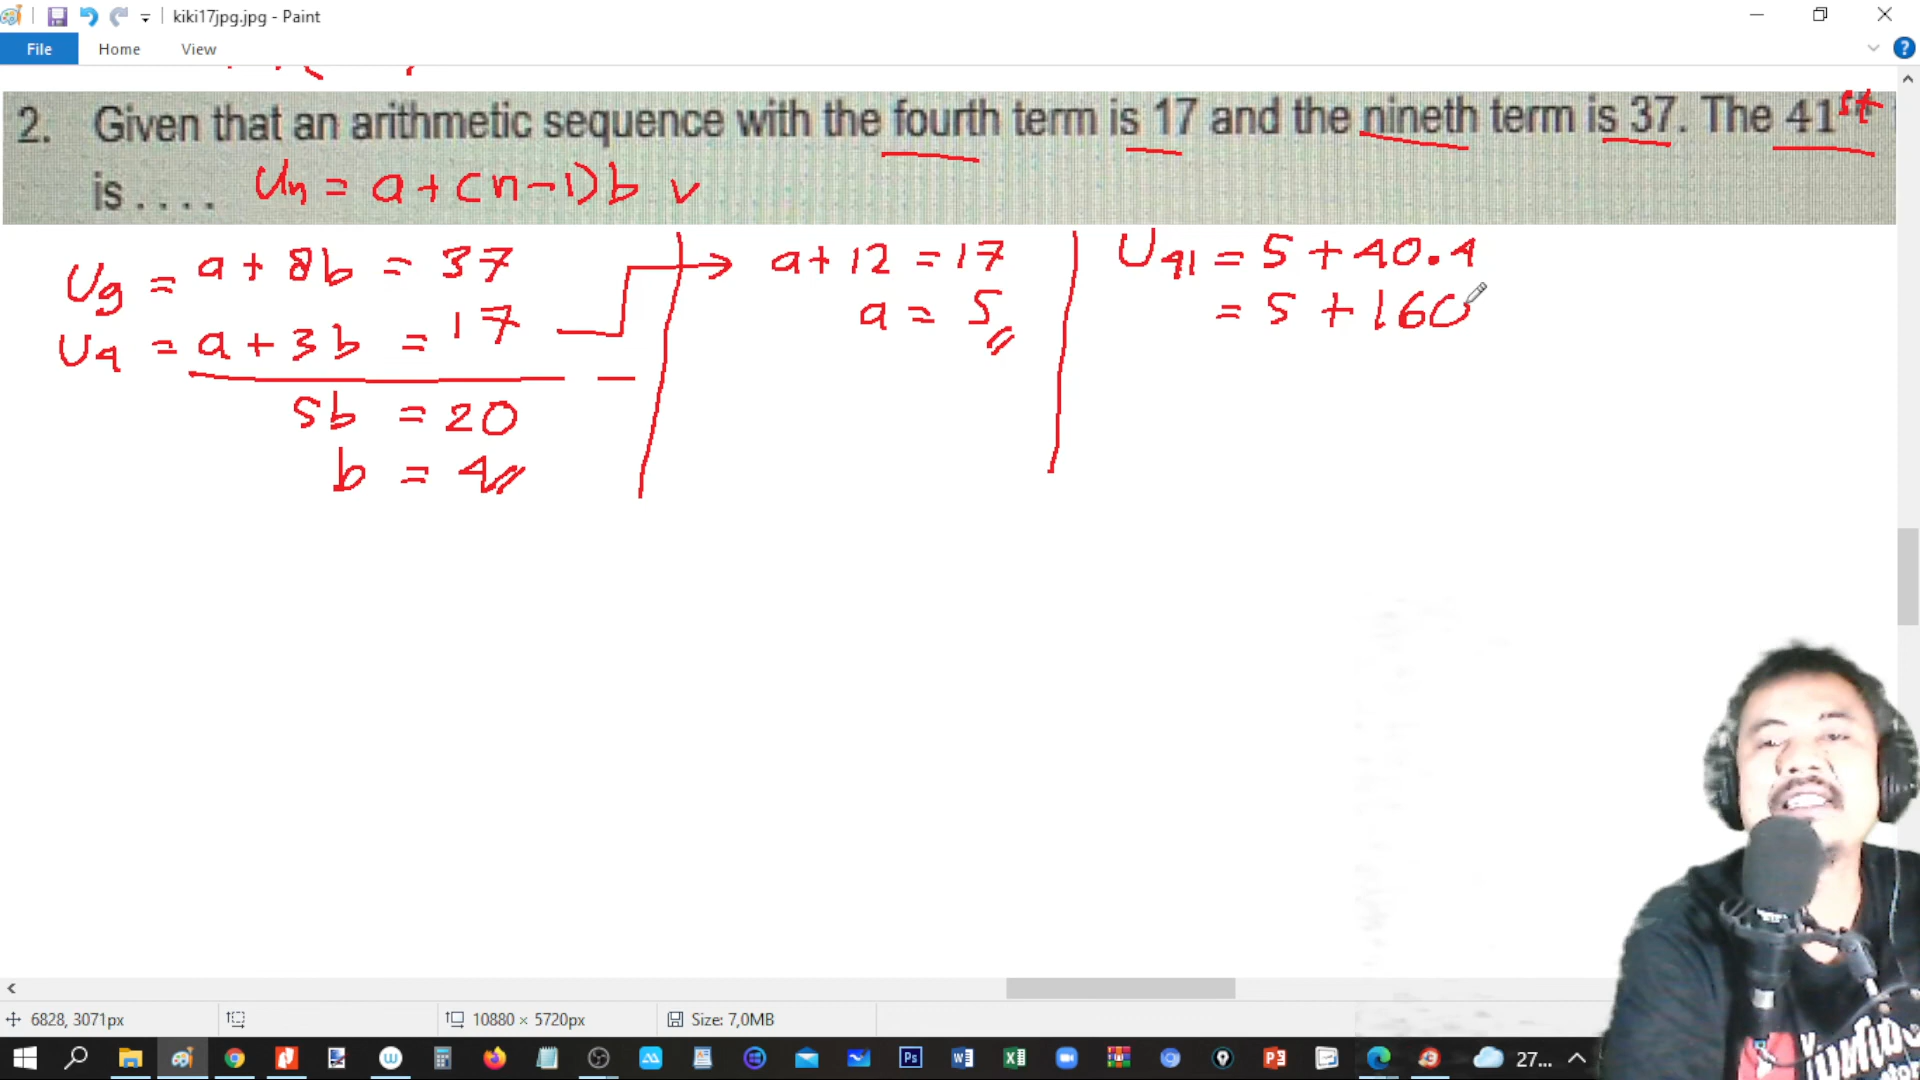 kiki17jpg.jpg - Paint
File Home View
2. Given that an arithmetic sequence with the fourth term is 17 and the nineth term is 37. The 41st
is .... Un = a + (n-1)b v
U9 = a + 8b = 37
U4 = a + 3b = 17
5b = 20
b = 4
a + 12 = 17
a = 5
U41 = 5 + 40.4
= 5 + 160
6828, 3071px
10880 × 5720px
Size: 7,0MB
27...